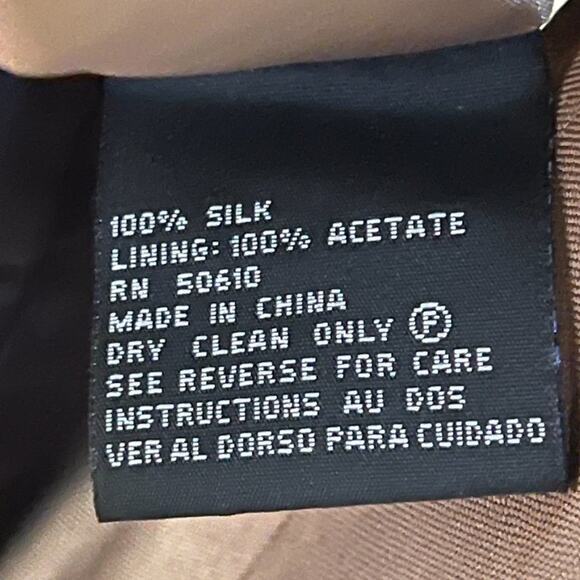 100% SILK
LINING: 100% ACETATE
RN 50610
MADE IN CHINA
DRY CLEAN ONLY Ⓟ
SEE REVERSE FOR CARE
INSTRUCTIONS AU DOS
VER AL DORSO PARA CUIDADO